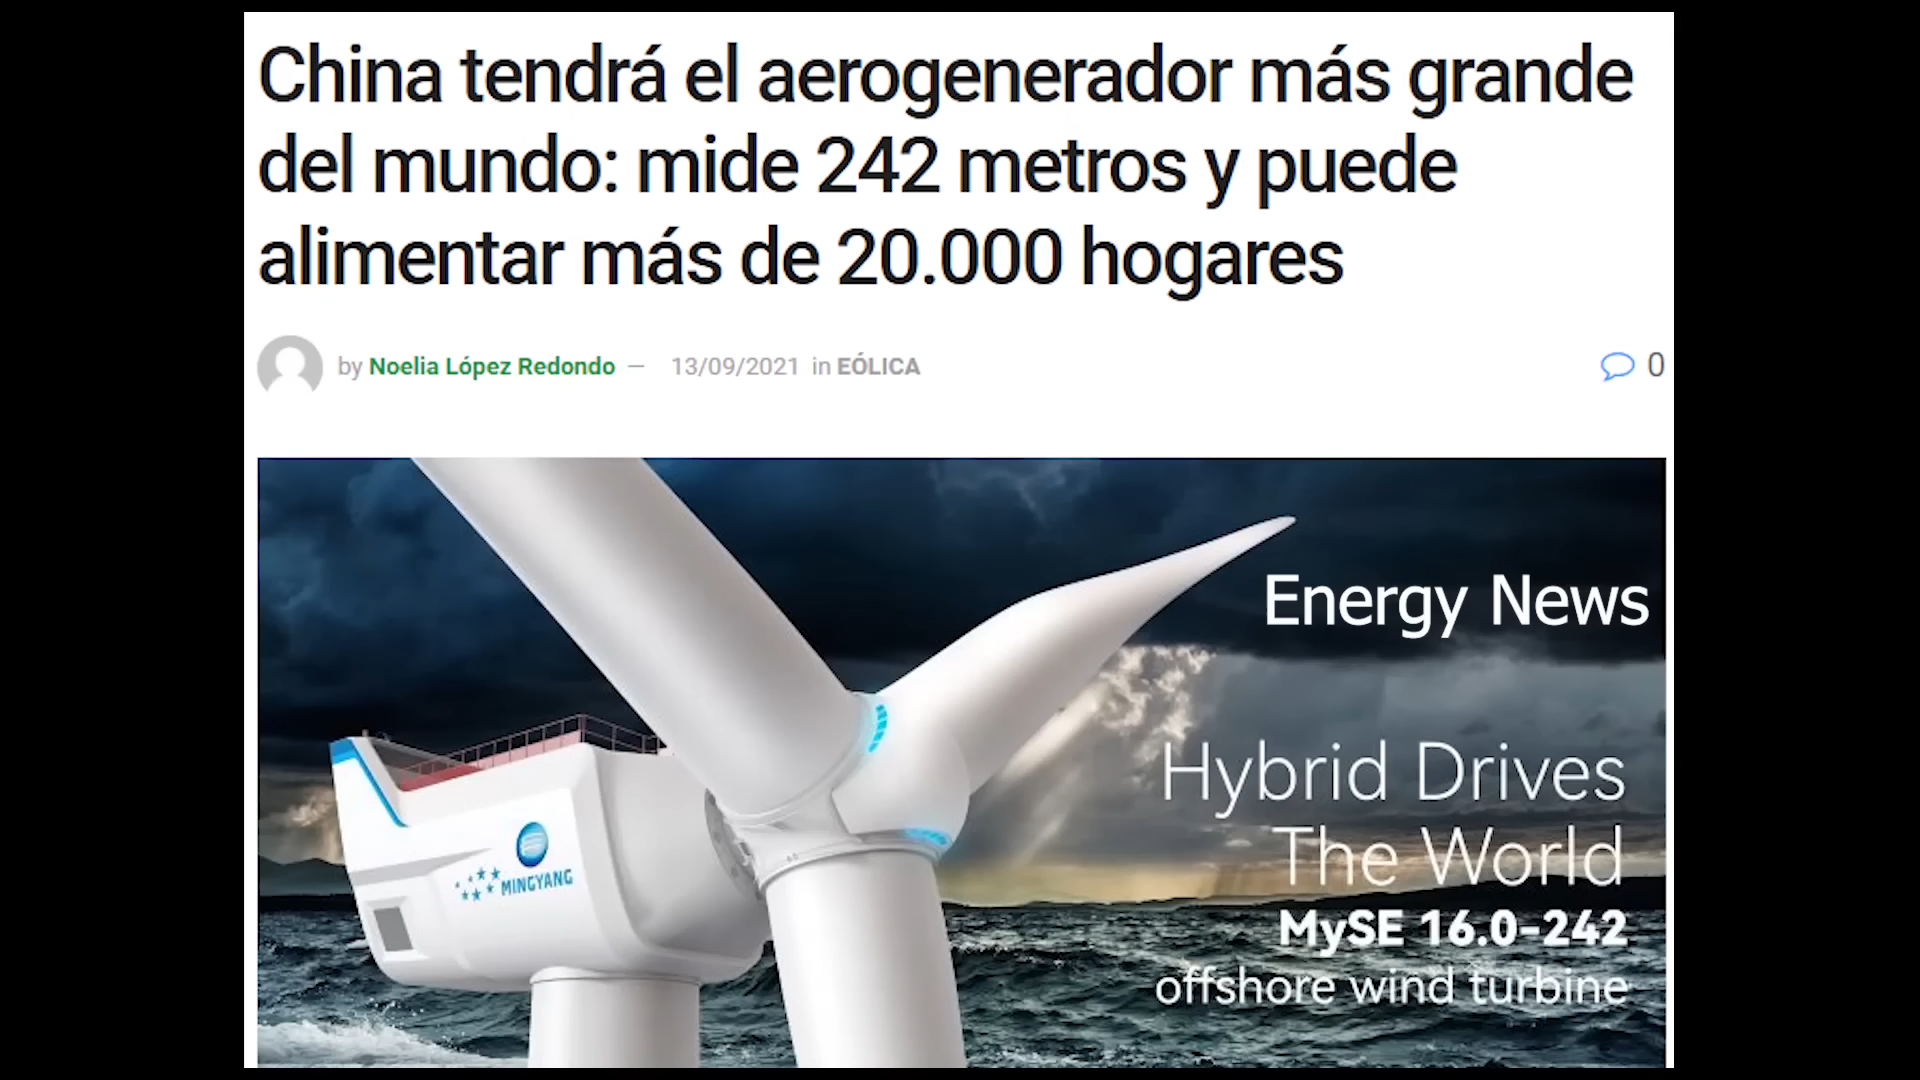 China tendrá el aerogenerador más grande
del mundo: mide 242 metros y puede
alimentar más de 20.000 hogares
by Noelia López Redondo — 13/09/2021 in EÓLICA
0
Energy News
Hybrid Drives
The World
MySE 16.0-242
offshore wind turbine
MINGYANG